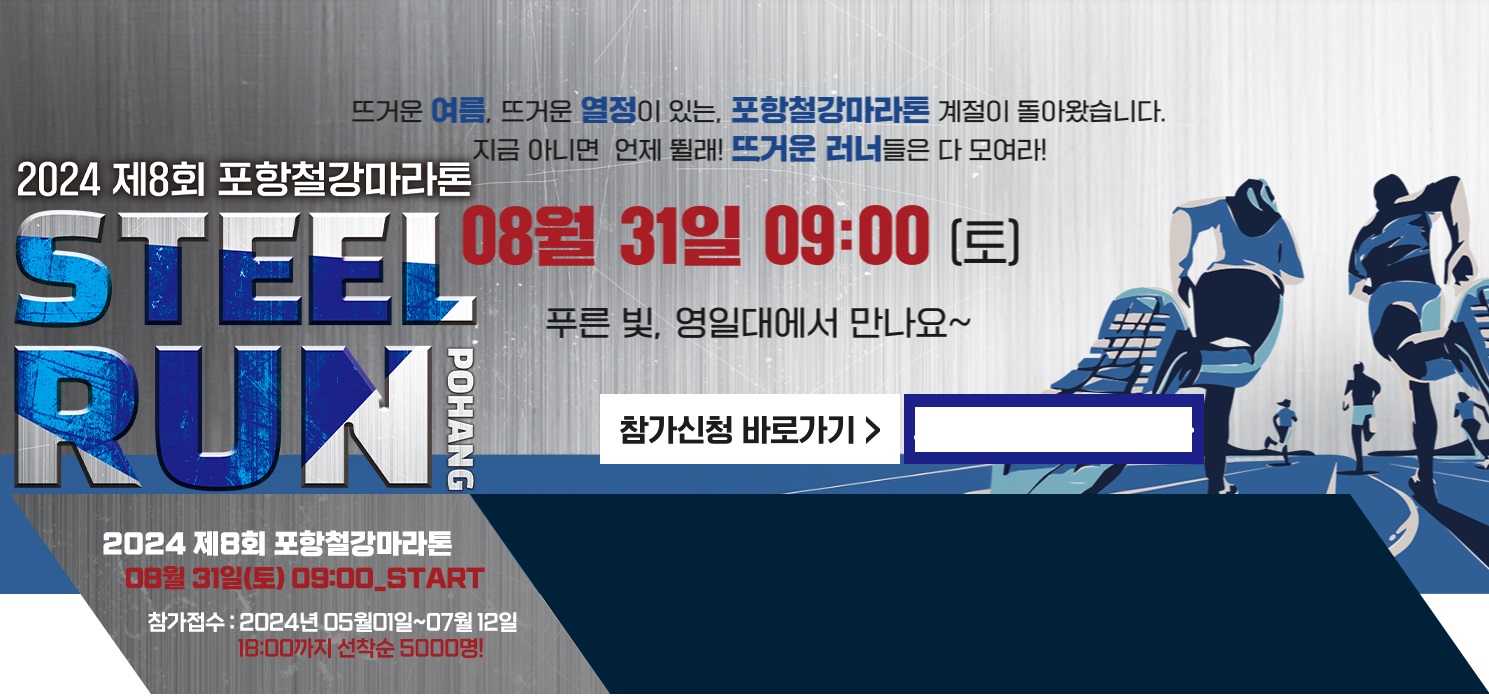 뜨거운 여름, 뜨거운 열정이 있는, 포항철강마라톤 계절이 돌아왔습니다.
지금 아니면 언제 뛸래! 뜨거운 러너들은 다 모여라!
2024 제8회 포항철강마라톤
STEEL
RUN
POHANG
08월 31일 09:00 (토)
푸른 빛, 영일대에서 만나요~
참가신청 바로가기 >
2024 제8회 포항철강마라톤
08월 31일(토) 09:00_START
참가접수 : 2024년 05월01일~07월 12일
18:00까지 선착순 5000명!